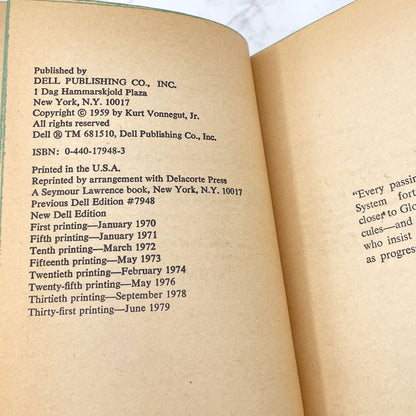 Published by
DELL PUBLISHING CO., INC.
1 Dag Hammarskjold Plaza
New York, N.Y. 10017
Copyright © 1959 by Kurt Vonnegut, Jr.
All rights reserved
Dell ® TM 681510, Dell Publishing Co., Inc.
ISBN: 0-440-17948-3
Printed in the U.S.A.
Reprinted by arrangement with Delacorte Press
A Seymour Lawrence book, New York, N.Y. 10017
Previous Dell Edition #7948
New Dell Edition
First printing—January 1970
Fifth printing—January 1971
Tenth printing—March 1972
Fifteenth printing—May 1973
Twentieth printing—February 1974
Twenty-fifth printing—May 1976
Thirtieth printing—September 1978
Thirty-first printing—June 1979
"Every passin
System fort
closer to Glo
cules—and
who insist
as progres